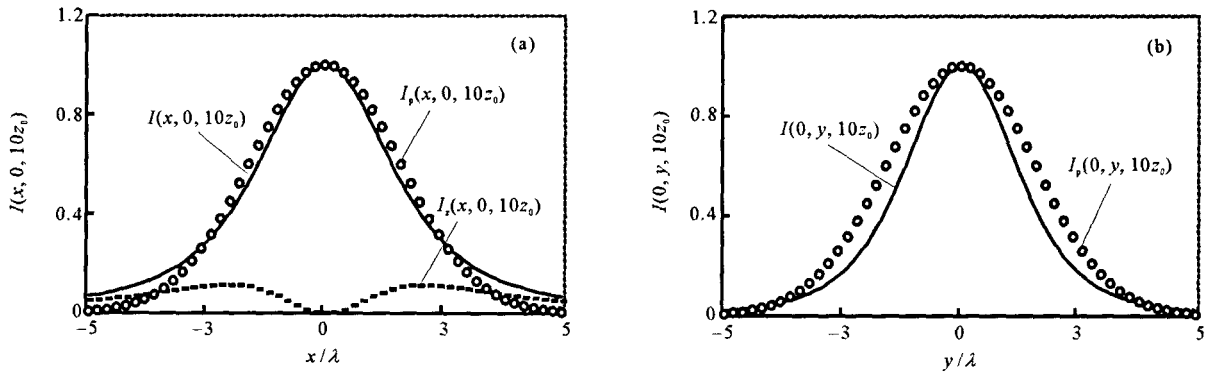 1.2
(a)
0.8
0.4
0
I(x, 0, 10z₀)
Iₚ(x, 0, 10z₀)
I(x, 0, 10z₀)
I_z(x, 0, 10z₀)
−5
−3
0
3
5
x/λ
1.2
(b)
0.8
0.4
0
I(0, y, 10z₀)
I(0, y, 10z₀)
Iₚ(0, y, 10z₀)
−5
−3
0
3
5
y/λ